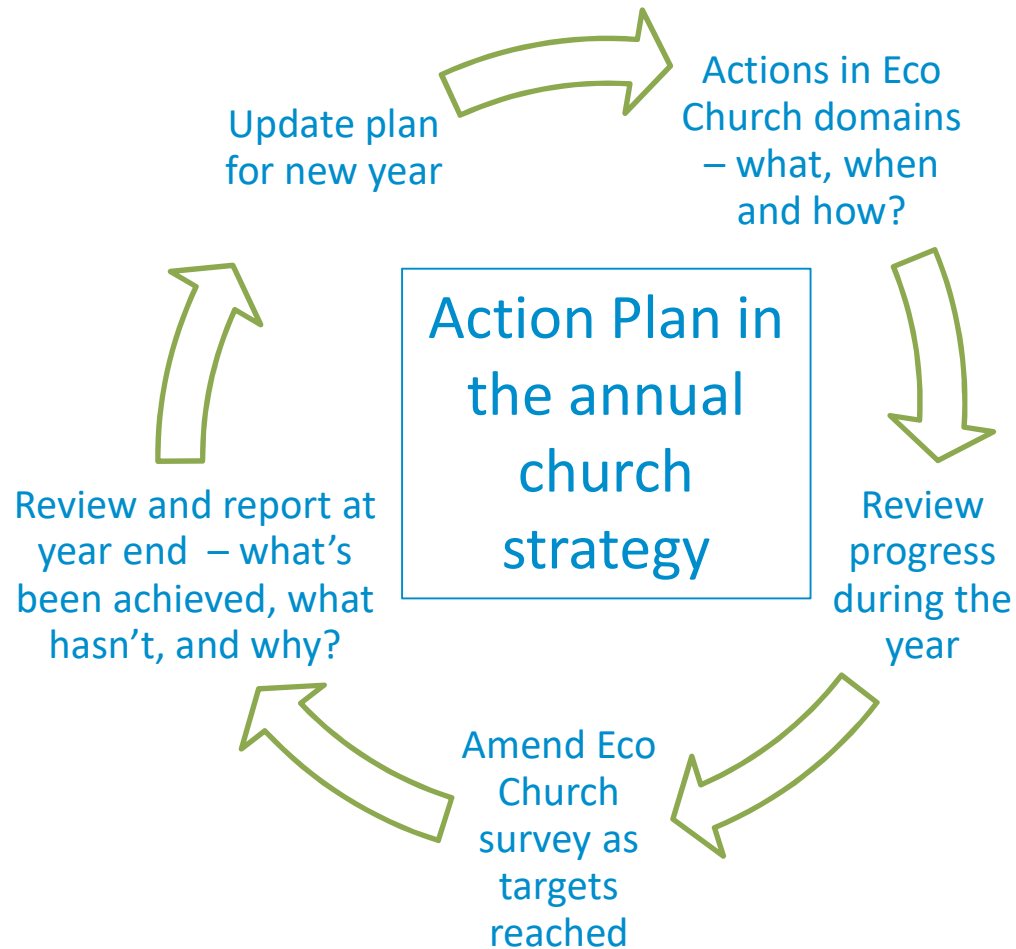 Update plan
for new year
Actions in Eco
Church domains
– what, when
and how?
Action Plan in
the annual
church
strategy
Review
progress
during the
year
Amend Eco
Church
survey as
targets
reached
Review and report at
year end  – what’s
been achieved, what
hasn’t, and why?